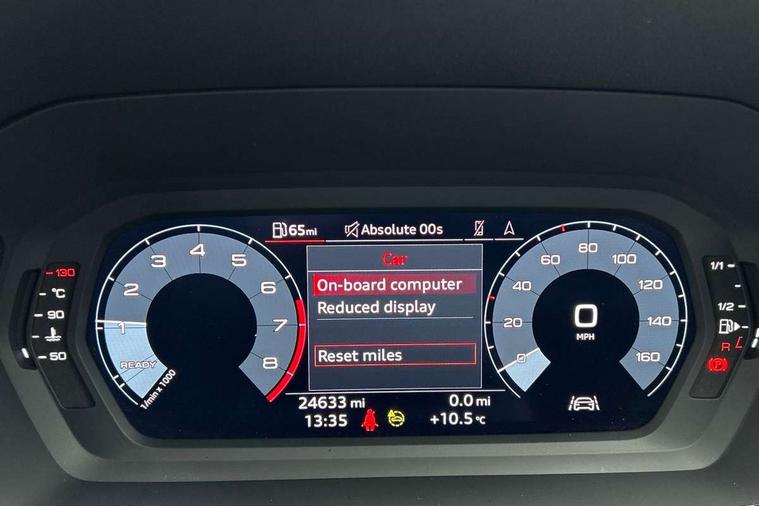 65mi
Absolute 00s
Car
On-board computer
Reduced display
Reset miles
130
°C
90
50
1
2
3
4
5
6
7
8
READY
1/min x 1000
0
20
40
60
80
100
120
140
160
0
MPH
1/1
1/2
R
(P)
24633 mi
0.0 mi
13:35
+10.5 °C